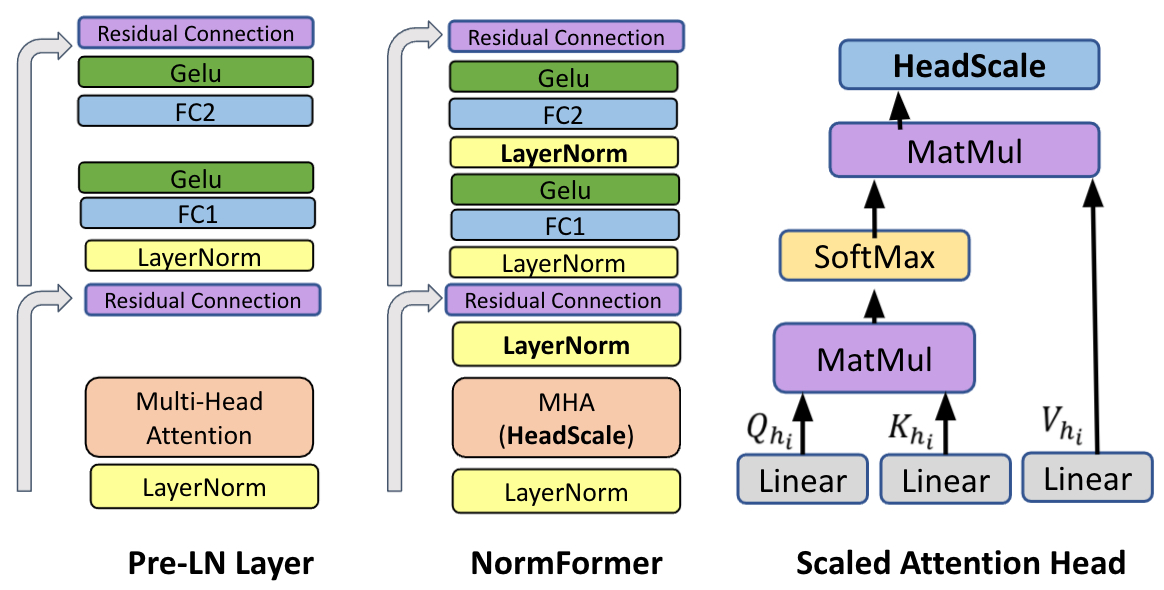 Residual Connection
Gelu
FC2
Gelu
FC1
LayerNorm
Residual Connection
Multi-Head
Attention
LayerNorm
Pre-LN Layer
Residual Connection
Gelu
FC2
LayerNorm
Gelu
FC1
LayerNorm
Residual Connection
LayerNorm
MHA
(HeadScale)
LayerNorm
NormFormer
HeadScale
MatMul
SoftMax
MatMul
Q_{h_i} K_{h_i} V_{h_i}
Linear Linear Linear
Scaled Attention Head